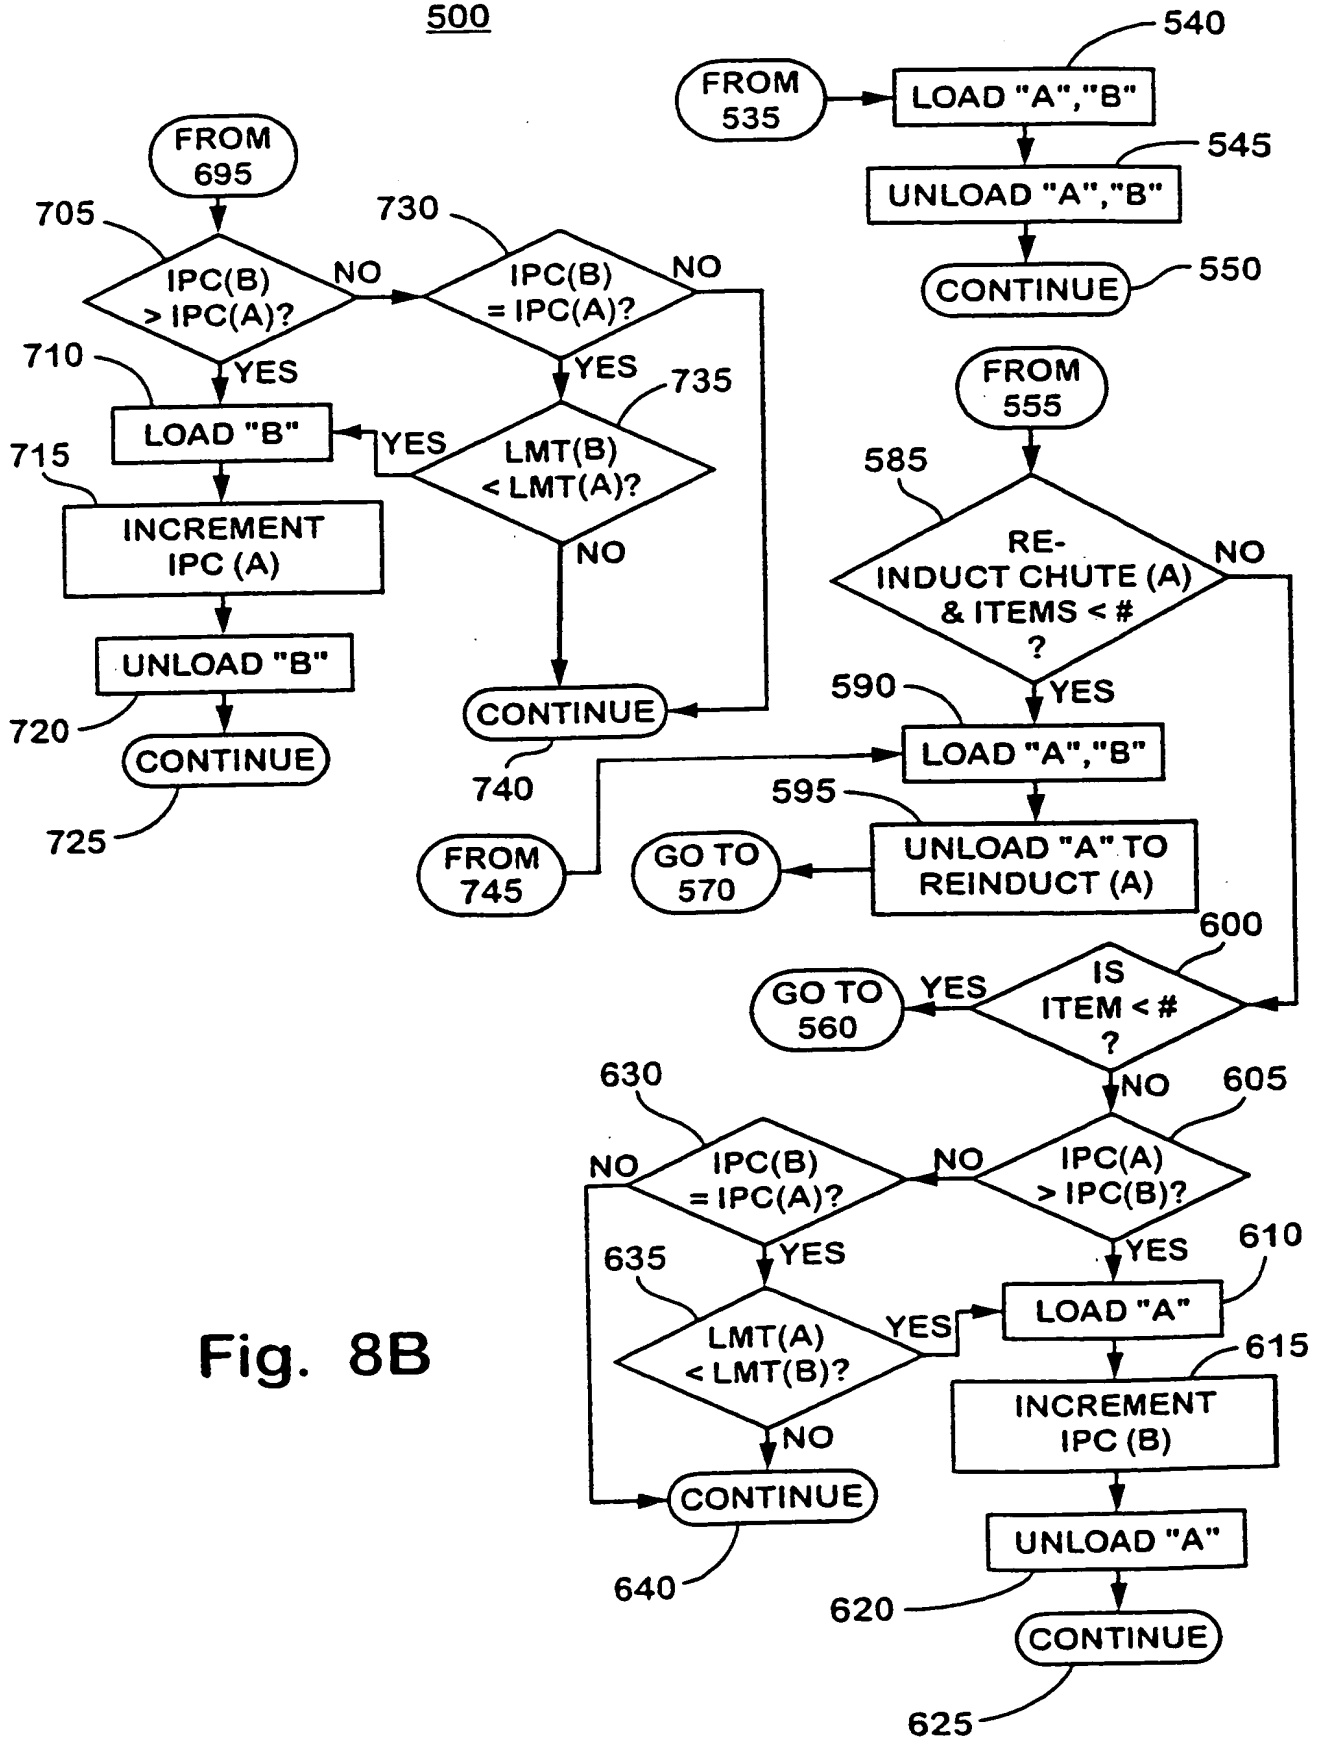 500
FROM
695
705
IPC(B)
> IPC(A)?
NO
YES
730
IPC(B)
= IPC(A)?
NO
YES
710
LOAD "B"
YES
735
LMT(B)
< LMT(A)?
NO
715
INCREMENT
IPC (A)
UNLOAD "B"
720
CONTINUE
725
CONTINUE
740
FROM
535
540
LOAD "A","B"
545
UNLOAD "A","B"
CONTINUE
550
FROM
555
585
RE-
INDUCT CHUTE (A)
& ITEMS < #
?
NO
YES
590
LOAD "A","B"
595
UNLOAD "A" TO
REINDUCT (A)
FROM
745
GO TO
570
600
IS
ITEM < #
?
YES
GO TO
560
NO
605
IPC(A)
> IPC(B)?
NO
YES
630
IPC(B)
= IPC(A)?
NO
YES
635
LMT(A)
< LMT(B)?
YES
NO
610
LOAD "A"
615
INCREMENT
IPC (B)
UNLOAD "A"
620
CONTINUE
625
CONTINUE
640
Fig. 8B